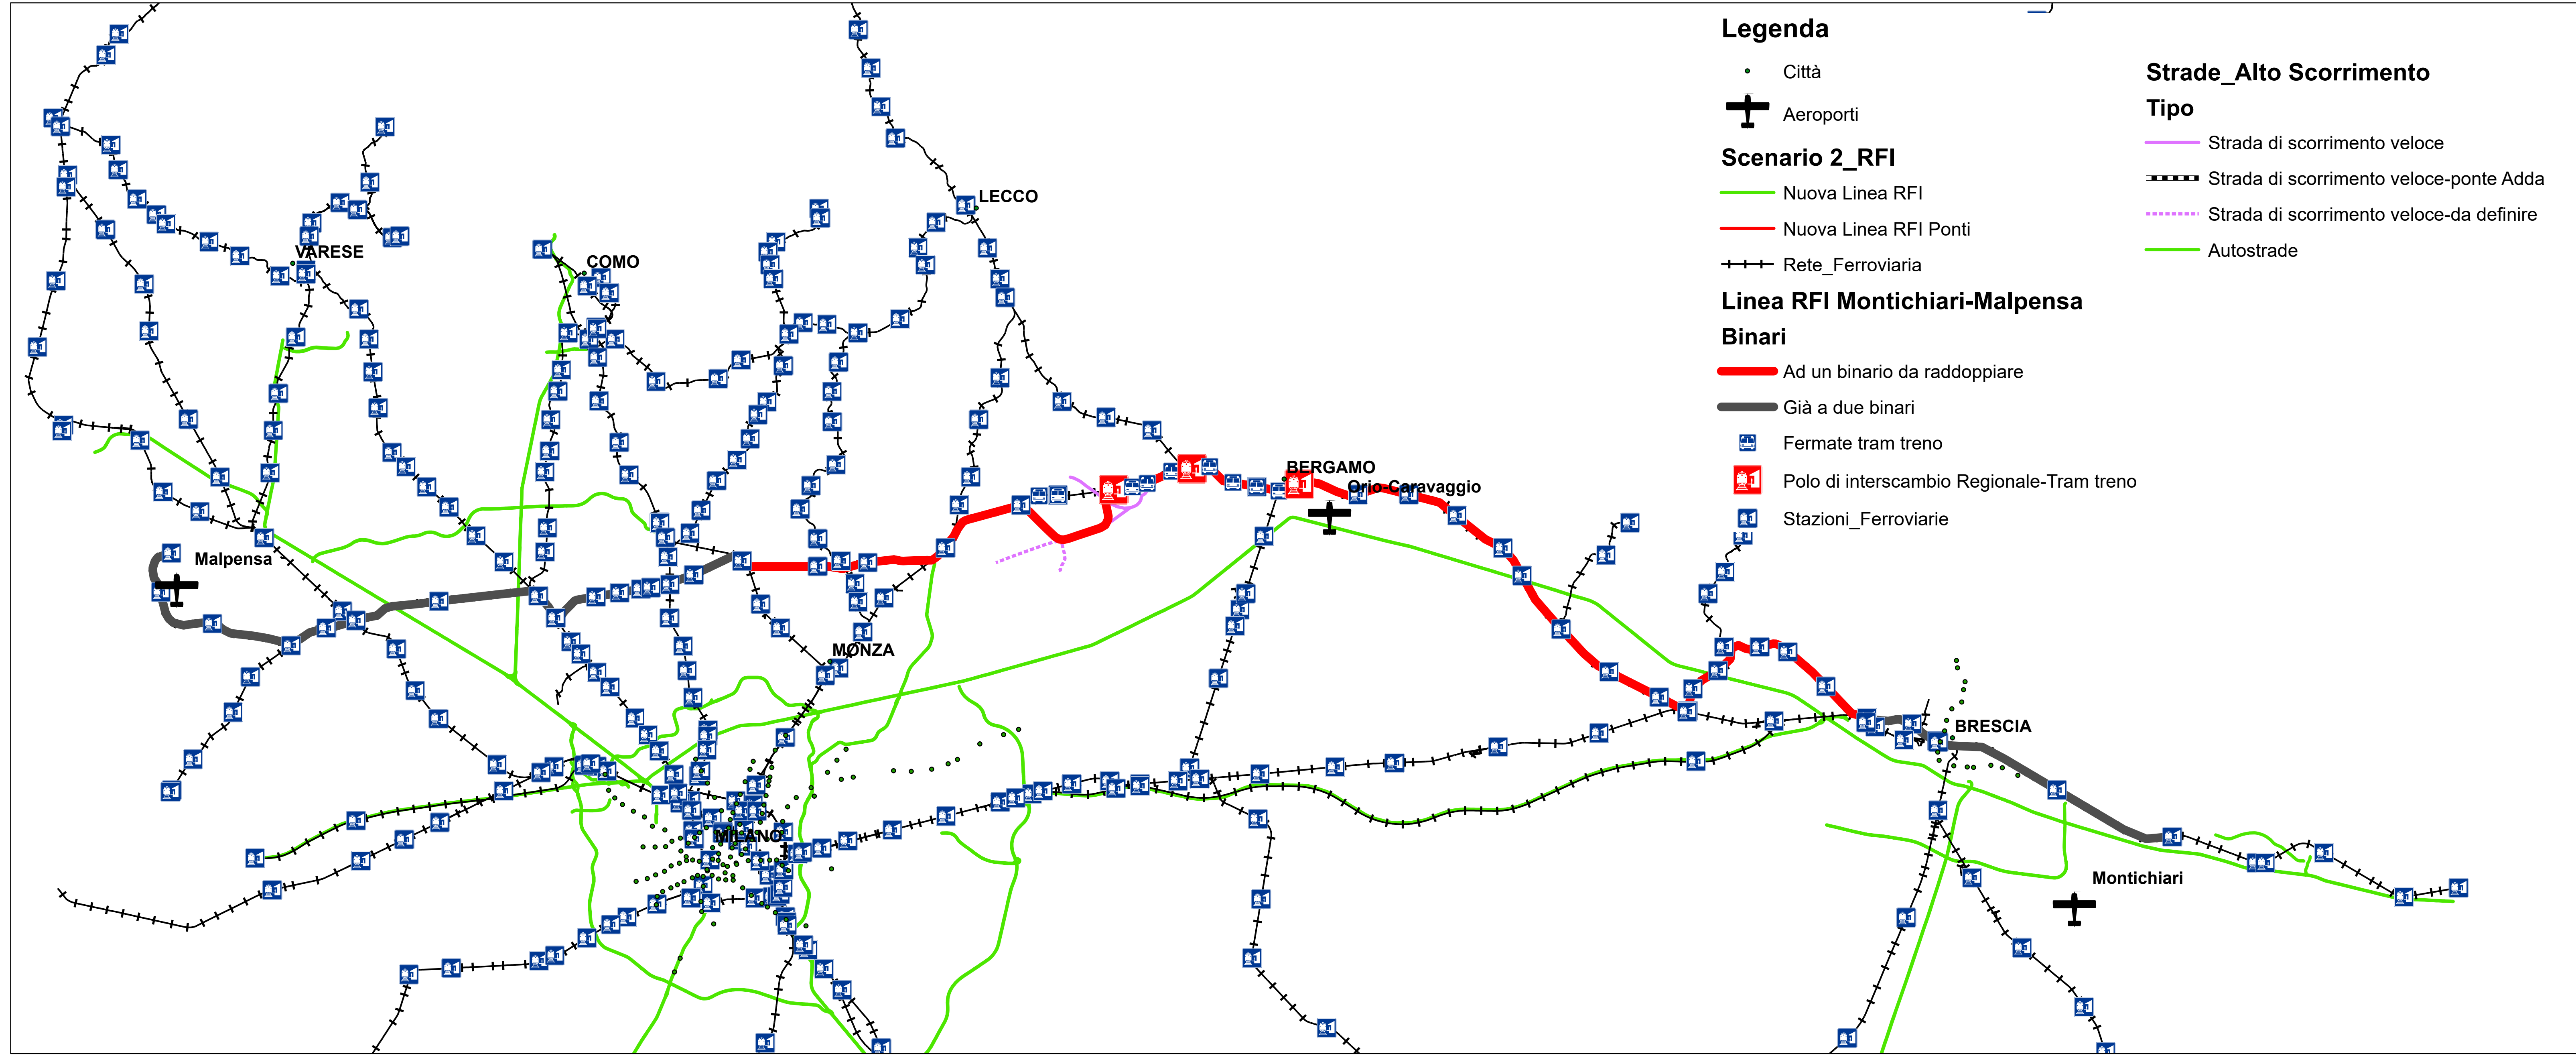 Legenda
Città
Aeroporti
Scenario 2_RFI
Nuova Linea RFI
Nuova Linea RFI Ponti
Rete_Ferroviaria
Linea RFI Montichiari-Malpensa
Binari
Ad un binario da raddoppiare
Già a due binari
Fermate tram treno
Polo di interscambio Regionale-Tram treno
Stazioni_Ferroviarie
Strade_Alto Scorrimento
Tipo
Strada di scorrimento veloce
Strada di scorrimento veloce-ponte Adda
Strada di scorrimento veloce-da definire
Autostrade
LECCO
VARESE
COMO
BERGAMO
Orio-Caravaggio
Malpensa
MONZA
BRESCIA
MILANO
Montichiari